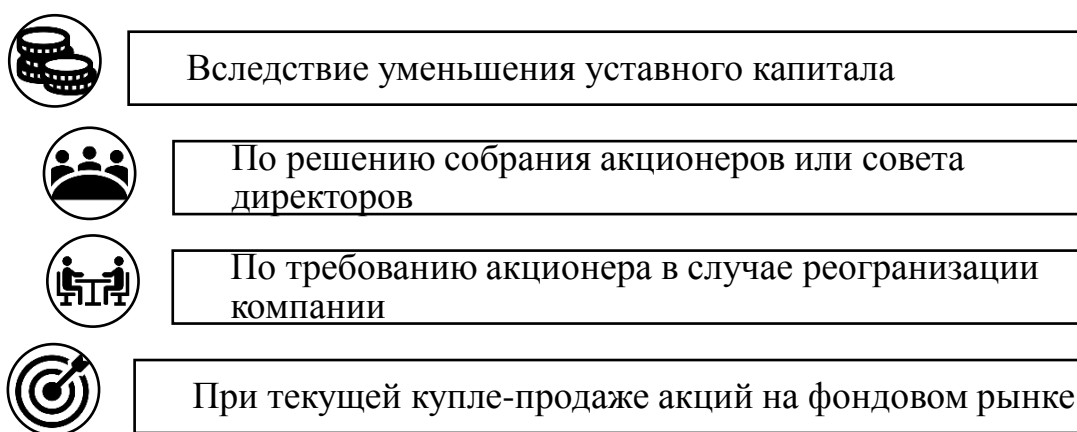 Вследствие уменьшения уставного капитала
По решению собрания акционеров или совета
директоров
По требованию акционера в случае реогранизации
компании
При текущей купле-продаже акций на фондовом рынке